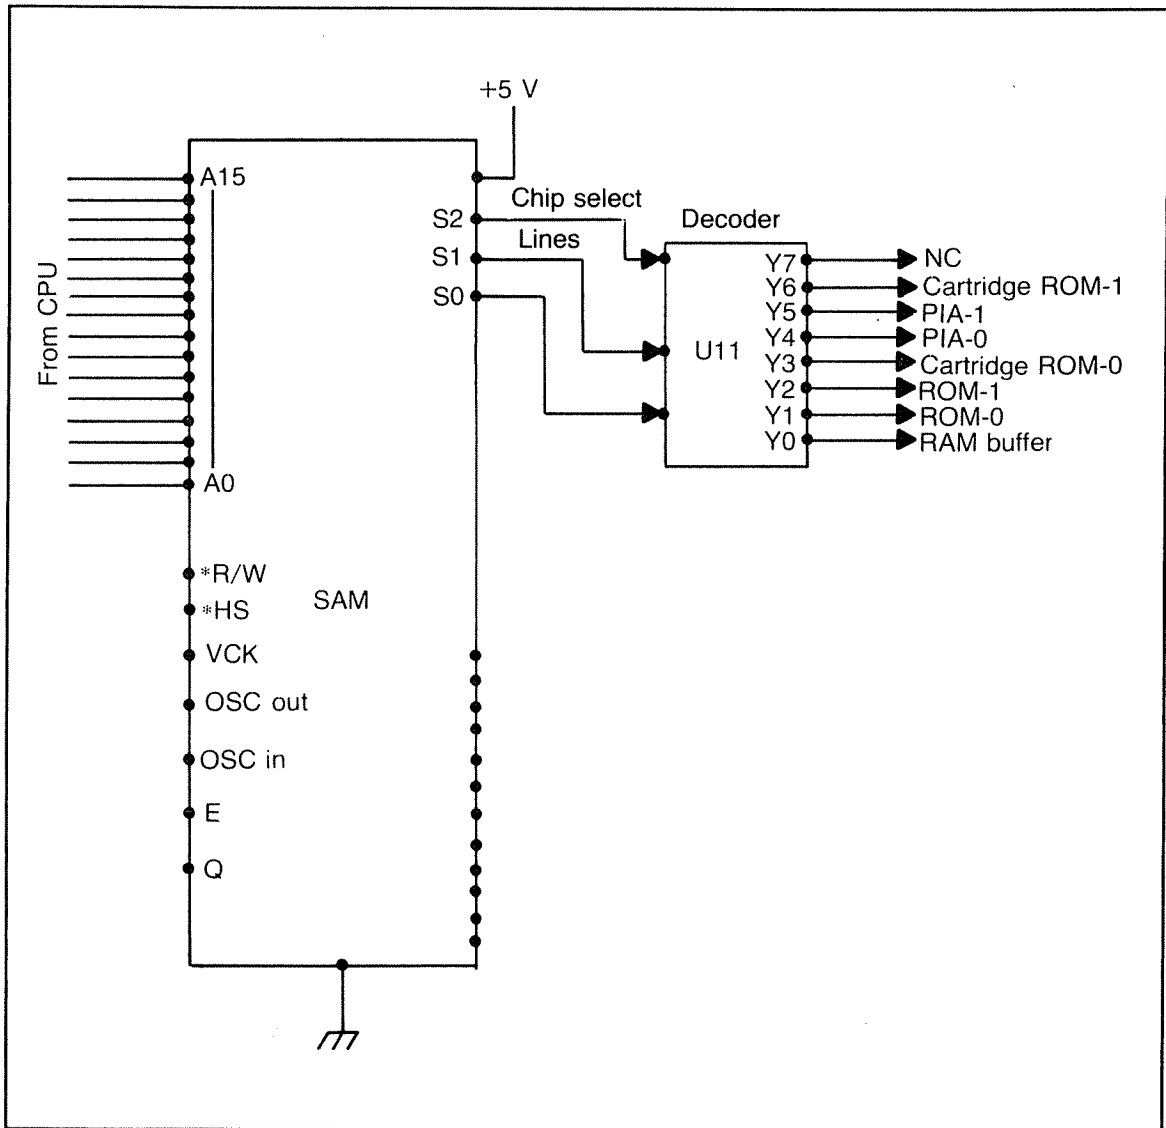 +5 V
From CPU
A15
A0
*R/W
*HS
VCK
OSC out
OSC in
E
Q
SAM
S2
S1
S0
Chip select
Lines
Decoder
U11
Y7 NC
Y6 Cartridge ROM-1
Y5 PIA-1
Y4 PIA-0
Y3 Cartridge ROM-0
Y2 ROM-1
Y1 ROM-0
Y0 RAM buffer